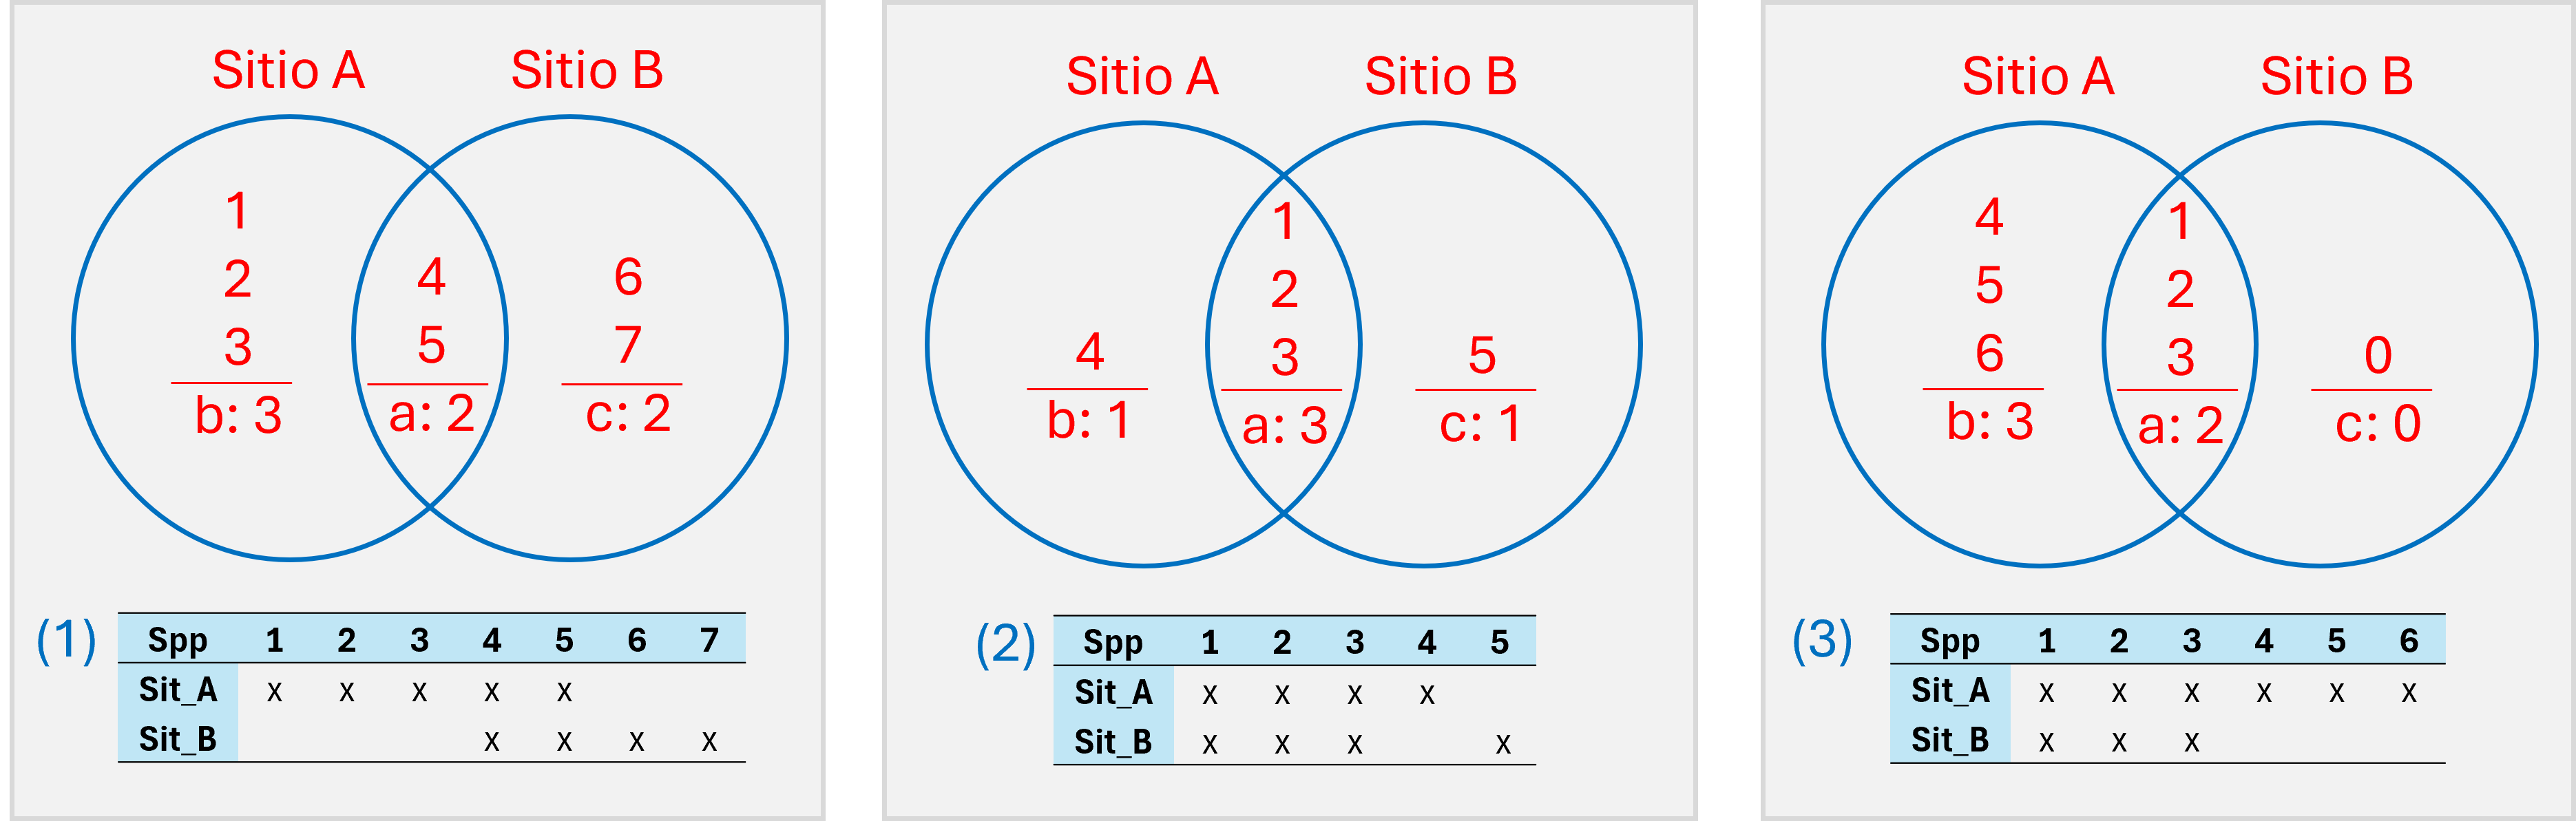 Sitio A Sitio B
1
2
3
b: 3
4
5
a: 2
6
7
c: 2
(1)
Spp 1 2 3 4 5 6 7
Sit_A x x x x x
Sit_B x x x x
Sitio A Sitio B
4
b: 1
1
2
3
a: 3
5
c: 1
(2)
Spp 1 2 3 4 5
Sit_A x x x x
Sit_B x x x x
Sitio A Sitio B
4
5
6
b: 3
1
2
3
a: 2
0
c: 0
(3)
Spp 1 2 3 4 5 6
Sit_A x x x x x x
Sit_B x x x